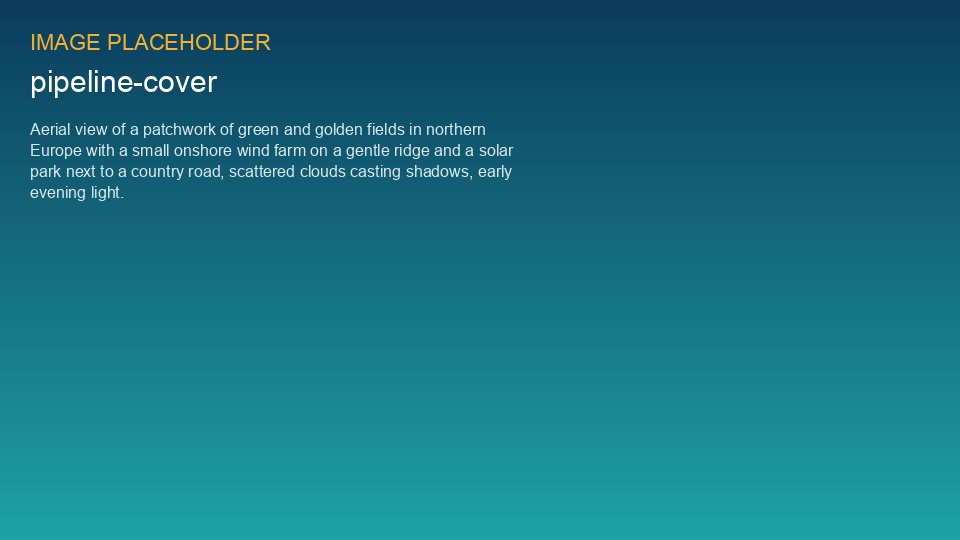 IMAGE PLACEHOLDER
pipeline-cover
Aerial view of a patchwork of green and golden fields in northern
Europe with a small onshore wind farm on a gentle ridge and a solar
park next to a country road, scattered clouds casting shadows, early
evening light.